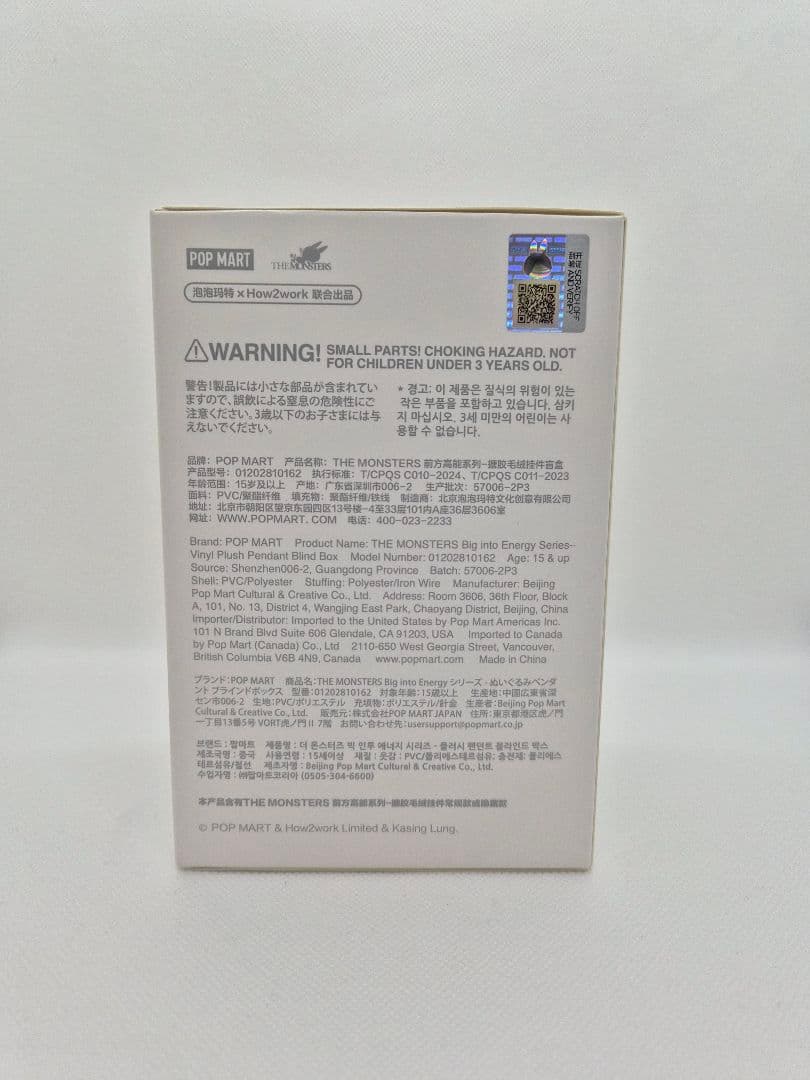 POP MART
THE MONSTERS
泡泡玛特×How2work 联合出品
SCRATCH OFF
AND VERIFY
WARNING! SMALL PARTS! CHOKING HAZARD. NOT
FOR CHILDREN UNDER 3 YEARS OLD.
警告!製品には小さな部品が含まれてい
ますので、誤飲による窒息の危険性にご
注意ください。3歳以下のお子さまには与
えないでください。
* 경고: 이 제품은 질식의 위험이 있는
작은 부품을 포함하고 있습니다. 삼키
지 마십시오. 3세 미만의 어린이는 사
용할 수 없습니다.
品牌：POP MART 产品名称：THE MONSTERS 前方高能系列-搪胶毛绒挂件盲盒
产品型号：01202810162 执行标准：T/CPQS C010-2024、T/CPQS C011-2023
年龄范围：15岁及以上 产地：广东省深圳市006-2 生产批次：57006-2P3
面料：PVC/聚酯纤维 填充物：聚酯纤维/铁线 制造商：北京泡泡玛特文化创意有限公司
地址：北京市朝阳区望京东园四区13号楼-4至33层101内A座36层3606室
网址：WWW.POPMART.COM 电话：400-023-2233
Brand: POP MART Product Name: THE MONSTERS Big into Energy Series-
Vinyl Plush Pendant Blind Box Model Number: 01202810162 Age: 15 & up
Source: Shenzhen006-2, Guangdong Province Batch: 57006-2P3
Shell: PVC/Polyester Stuffing: Polyester/Iron Wire Manufacturer: Beijing
Pop Mart Cultural & Creative Co., Ltd. Address: Room 3606, 36th Floor, Block
A, 101, No. 13, District 4, Wangjing East Park, Chaoyang District, Beijing, China
Importer/Distributor: Imported to the United States by Pop Mart Americas Inc.
101 N Brand Blvd Suite 606 Glendale, CA 91203, USA Imported to Canada
by Pop Mart (Canada) Co., Ltd 2110-650 West Georgia Street, Vancouver,
British Columbia V6B 4N9, Canada www.popmart.com Made in China
ブランド：POP MART 商品名：THE MONSTERS Big into Energy シリーズ - ぬいぐるみペンダ
ント ブラインドボックス 型番：01202810162 対象年齢：15歳以上 生産地：中国広東省深
セン市006-2 生地：PVC/ポリエステル 充填物：ポリエステル/針金 生産者：Beijing Pop Mart
Cultural & Creative Co., Ltd. 販売元：株式会社POP MART JAPAN 住所：東京都港区虎ノ門
一丁目13番5号 VORT虎ノ門II 7階 お問い合わせ先：usersupport@popmart.co.jp
브랜드 : 팝마트 제품명 : 더 몬스터즈 빅 인투 에너지 시리즈 - 플러시 펜던트 블라인드 박스
제조국명 : 중국 사용연령 : 15세이상 재질 : 옷감 : PVC/폴리에스테르섬유; 충전재: 폴리에스
테르섬유/철선 제조자명 : Beijing Pop Mart Cultural & Creative Co., Ltd.
수입자명 : ㈜팝마트코리아 (0505-304-6600)
本产品含有THE MONSTERS 前方高能系列-搪胶毛绒挂件常规款或隐藏款
© POP MART & How2work Limited & Kasing Lung.